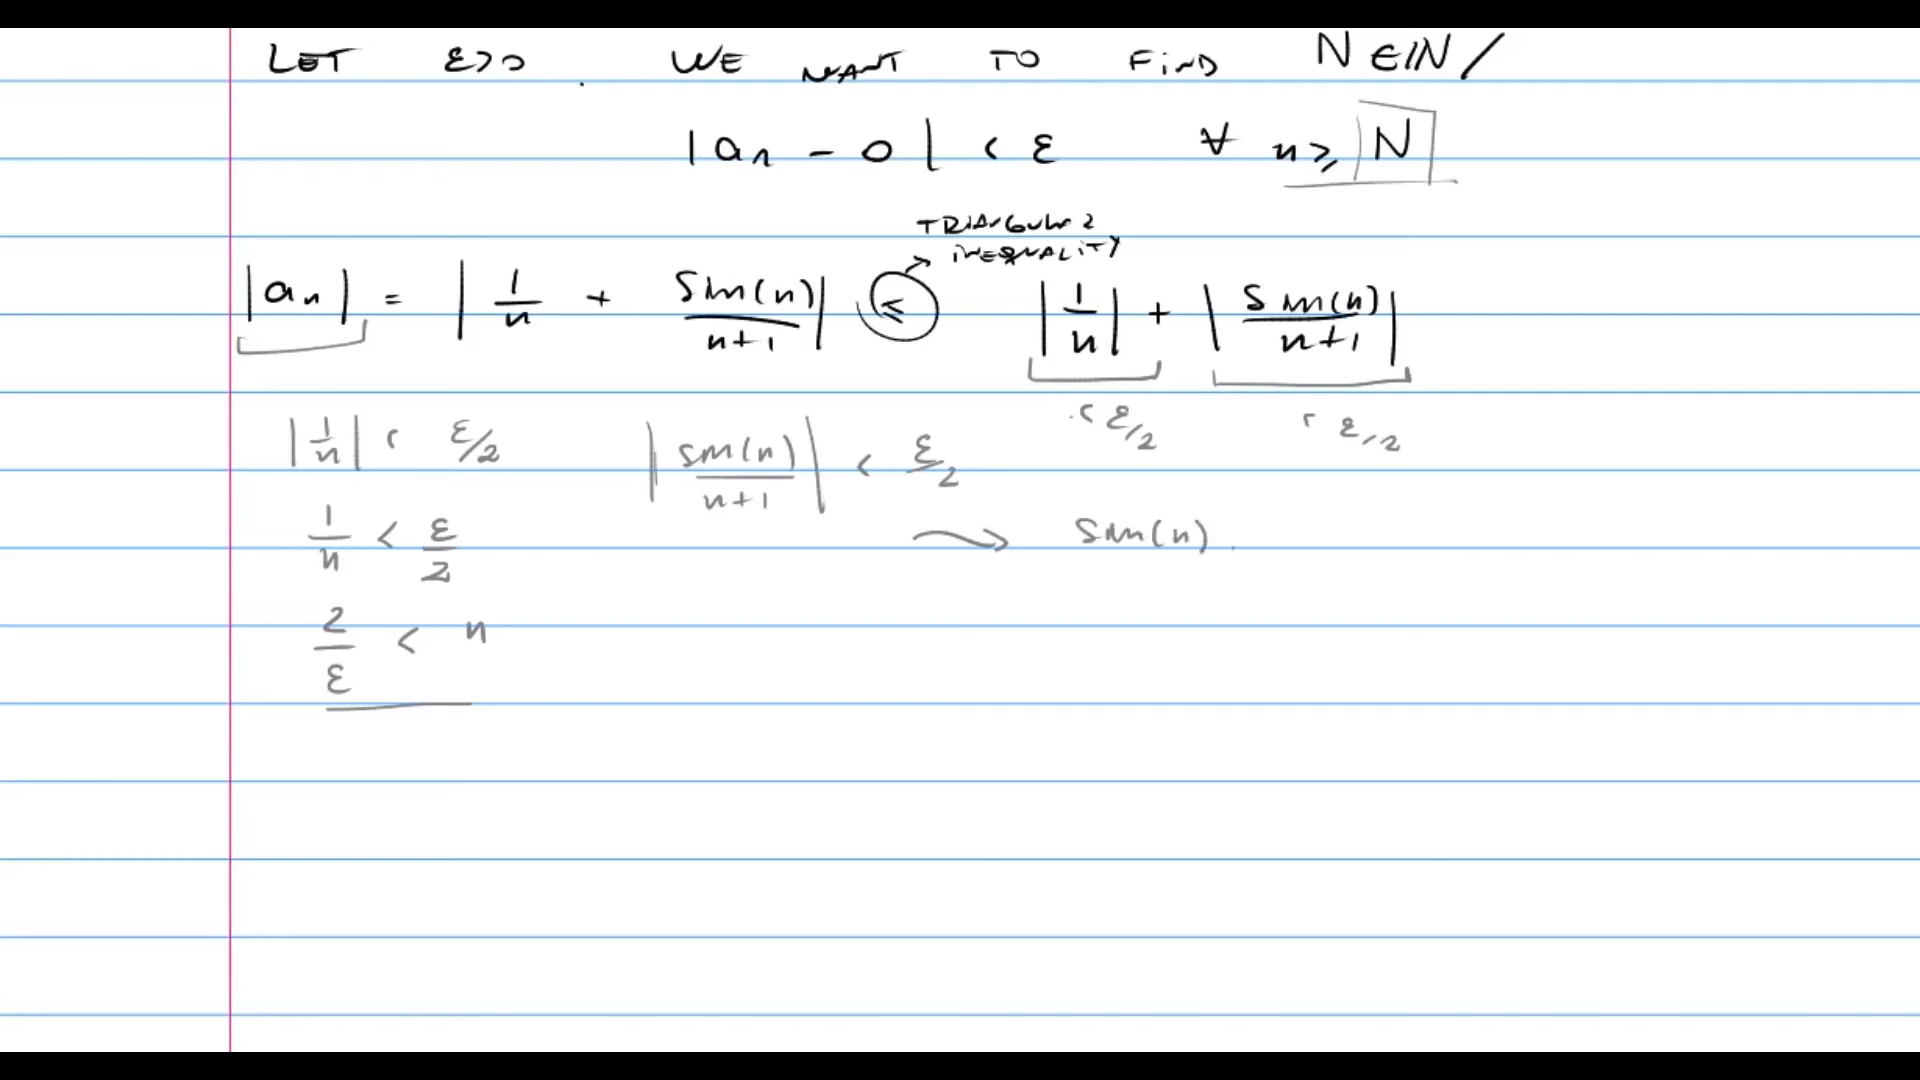 LET ε>0. WE WANT TO FIND N∈ℕ/
|aₙ - 0| < ε ∀ n ≥ N
TRIANGULAR
INEQUALITY
|aₙ| = |1/n + sin(n)/(n+1)| ≤ |1/n| + |sin(n)/(n+1)|
< ε/2 < ε/2
|1/n| < ε/2 |sin(n)/(n+1)| < ε/2
1/n < ε/2 → sin(n)
2/ε < n